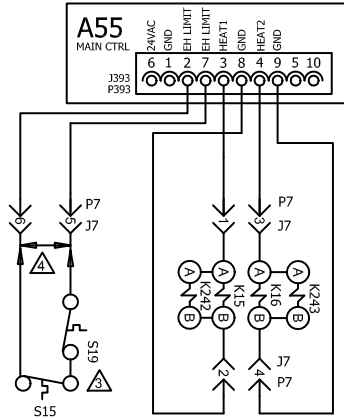 A55
MAIN CTRL
24VAC
GND
EH LIMIT
EH LIMIT
HEAT1
GND
HEAT2
GND
J393
P393
6 1 2 7 3 8 4 9 5 10
6
5
P7
J7
1
3
P7
J7
4
A
A
A
A
K242
K15
K16
K243
B
B
B
B
S19
3
S15
2
4
J7
P7